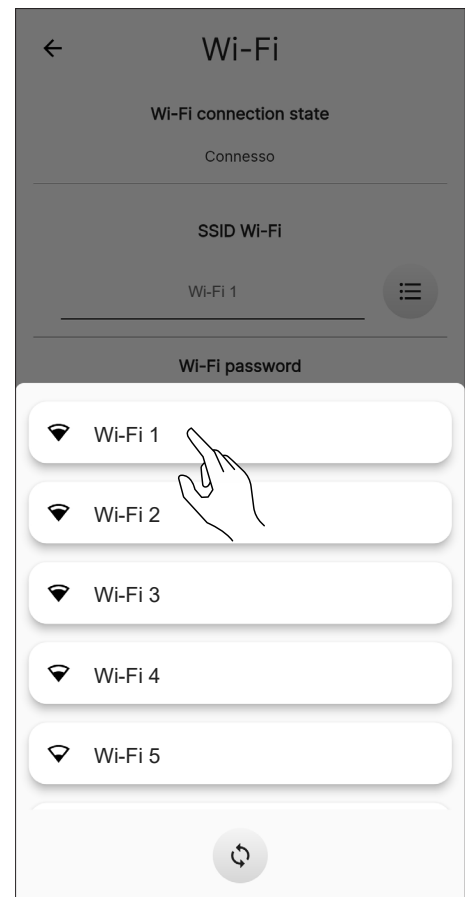 Wi-Fi
Wi-Fi connection state
Connesso
SSID Wi-Fi
Wi-Fi 1
Wi-Fi password
Wi-Fi 1
Wi-Fi 2
Wi-Fi 3
Wi-Fi 4
Wi-Fi 5